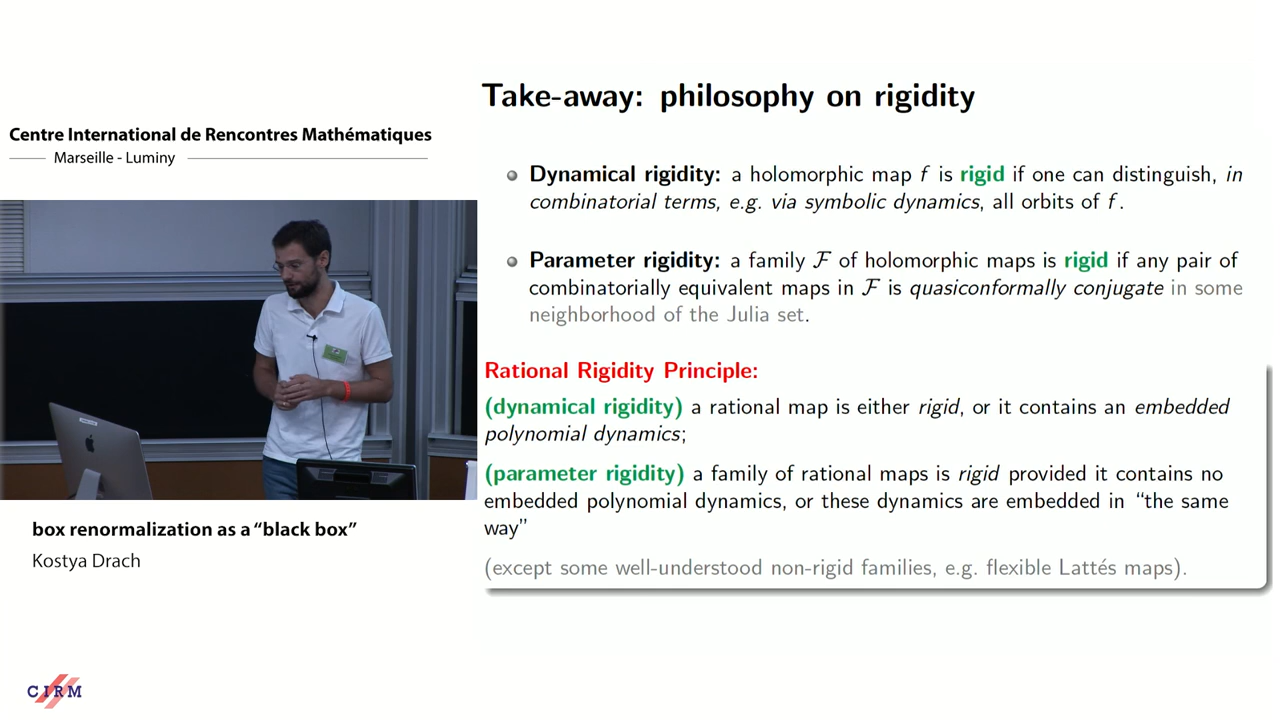 Centre International de Rencontres Mathématiques
Marseille - Luminy
box renormalization as a “black box”
Kostya Drach
CIRM
Take-away: philosophy on rigidity
Dynamical rigidity: a holomorphic map f is rigid if one can distinguish, in
combinatorial terms, e.g. via symbolic dynamics, all orbits of f.
Parameter rigidity: a family F of holomorphic maps is rigid if any pair of
combinatorially equivalent maps in F is quasiconformally conjugate in some
neighborhood of the Julia set.
Rational Rigidity Principle:
(dynamical rigidity) a rational map is either rigid, or it contains an embedded
polynomial dynamics;
(parameter rigidity) a family of rational maps is rigid provided it contains no
embedded polynomial dynamics, or these dynamics are embedded in “the same
way”
(except some well-understood non-rigid families, e.g. flexible Lattés maps).